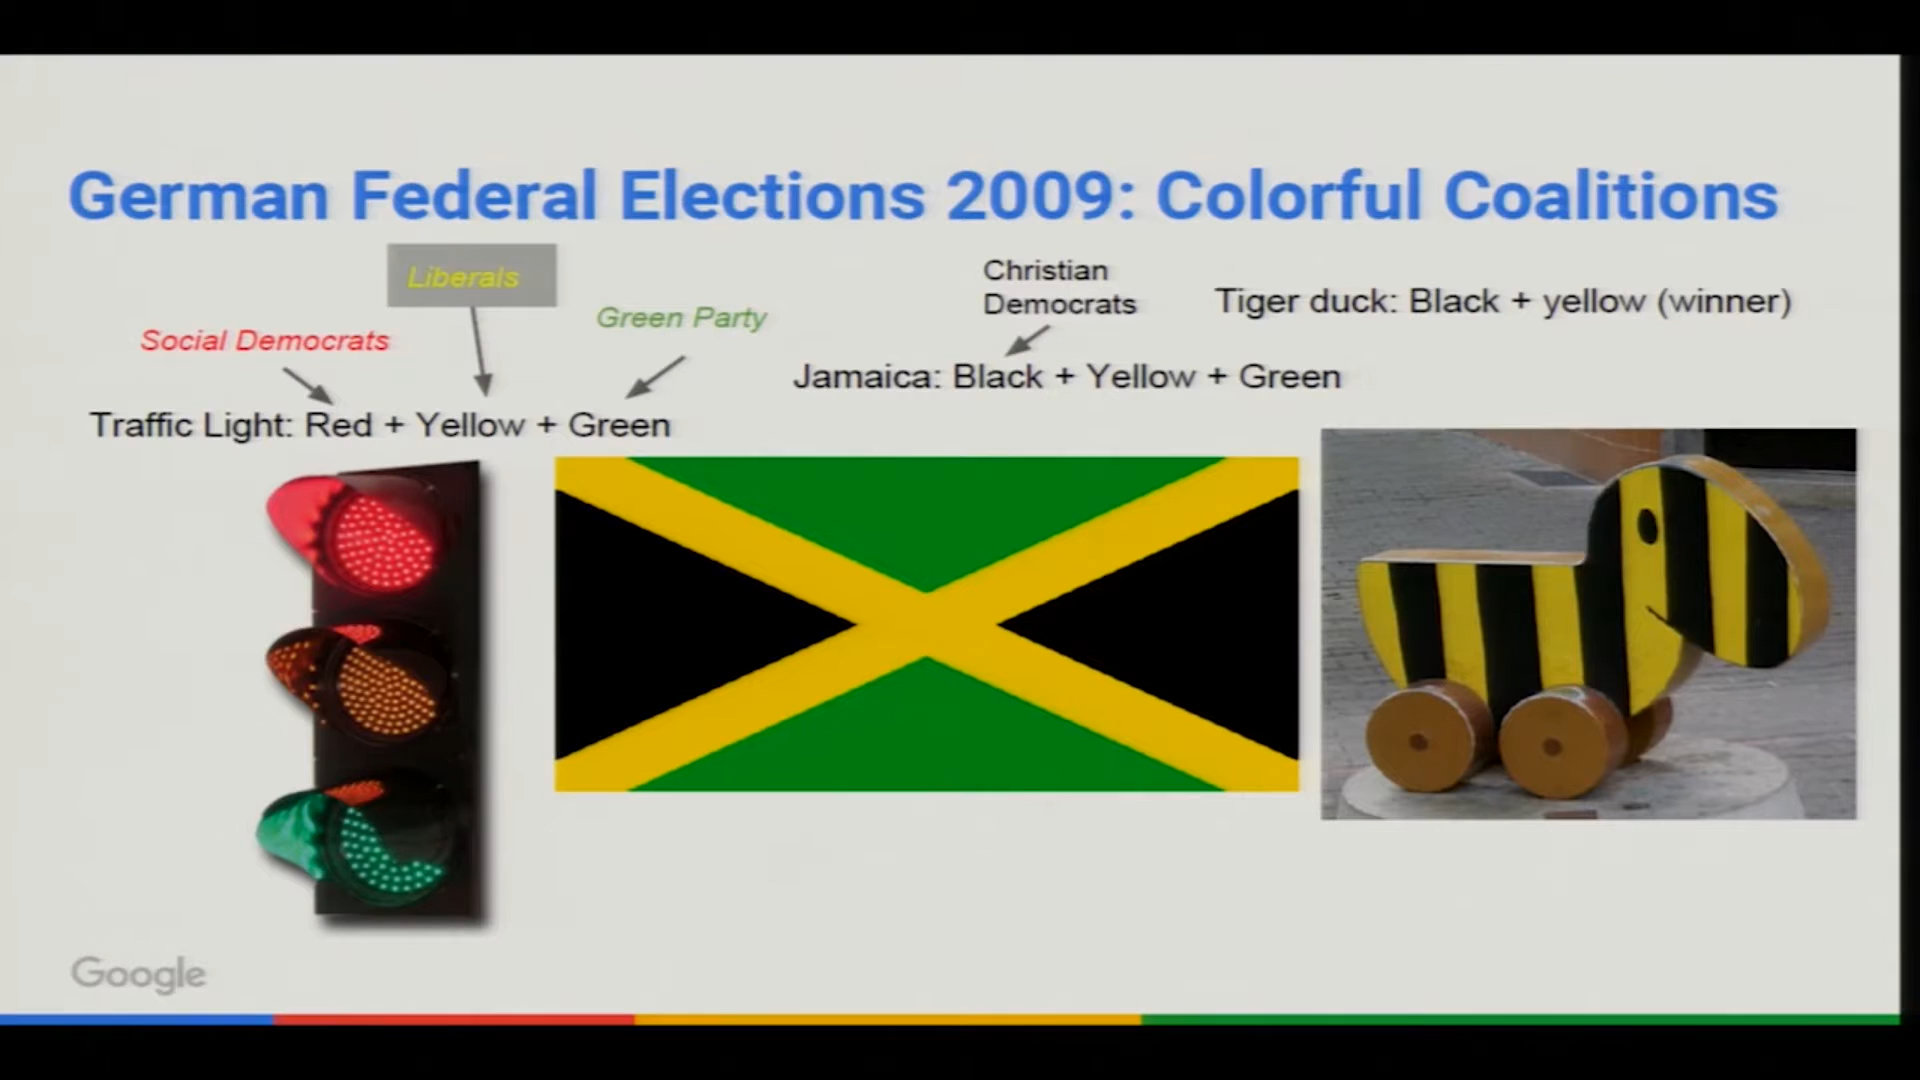 German Federal Elections 2009: Colorful Coalitions
Liberals
Social Democrats
Green Party
Traffic Light: Red + Yellow + Green
Christian
Democrats
Jamaica: Black + Yellow + Green
Tiger duck: Black + yellow (winner)
Google